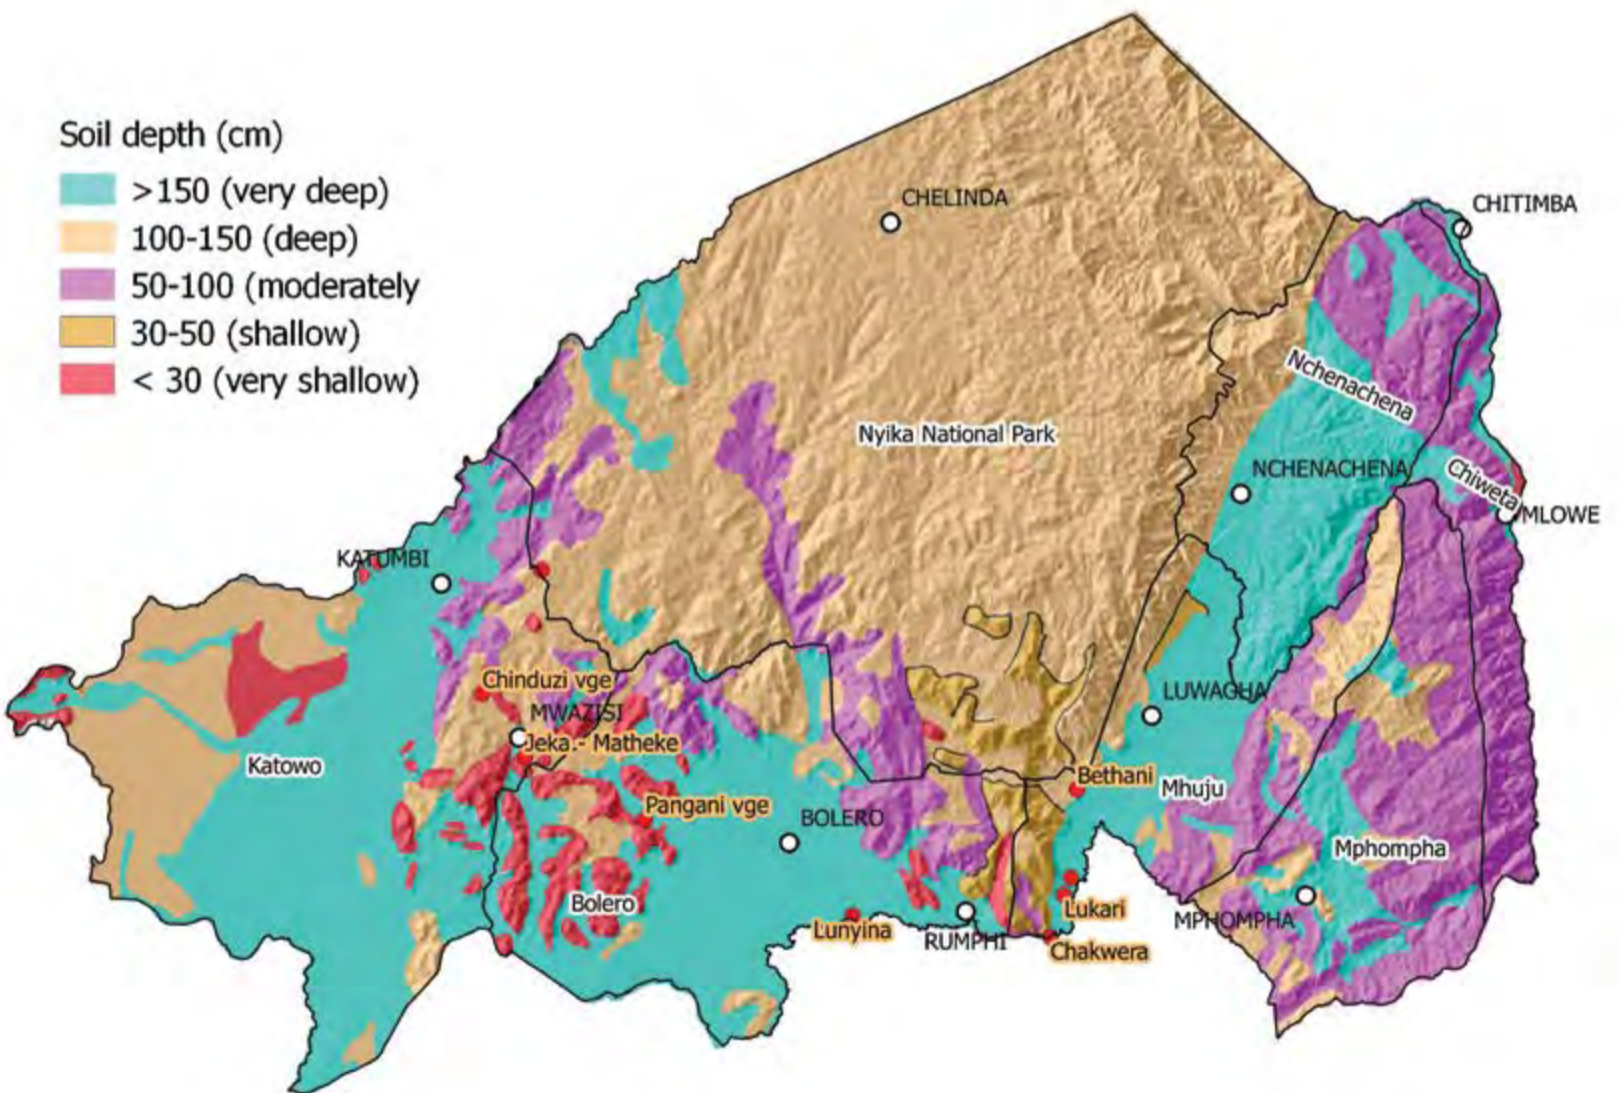 Soil depth (cm)
>150 (very deep)
100-150 (deep)
50-100 (moderately
30-50 (shallow)
< 30 (very shallow)
CHELINDA
CHITIMBA
Nchenachena
Nyika National Park
NCHENACHENA
Chiweta
MLOWE
KATUMBI
Chinduzi vge
LUWAGHA
MWAZISI
Jeka - Matheke
Katowo
Bethani
Mhuju
Pangani vge
BOLERO
Mphompha
Bolero
Lukari
MPHOMPHA
Lunyina
RUMPHI
Chakwera